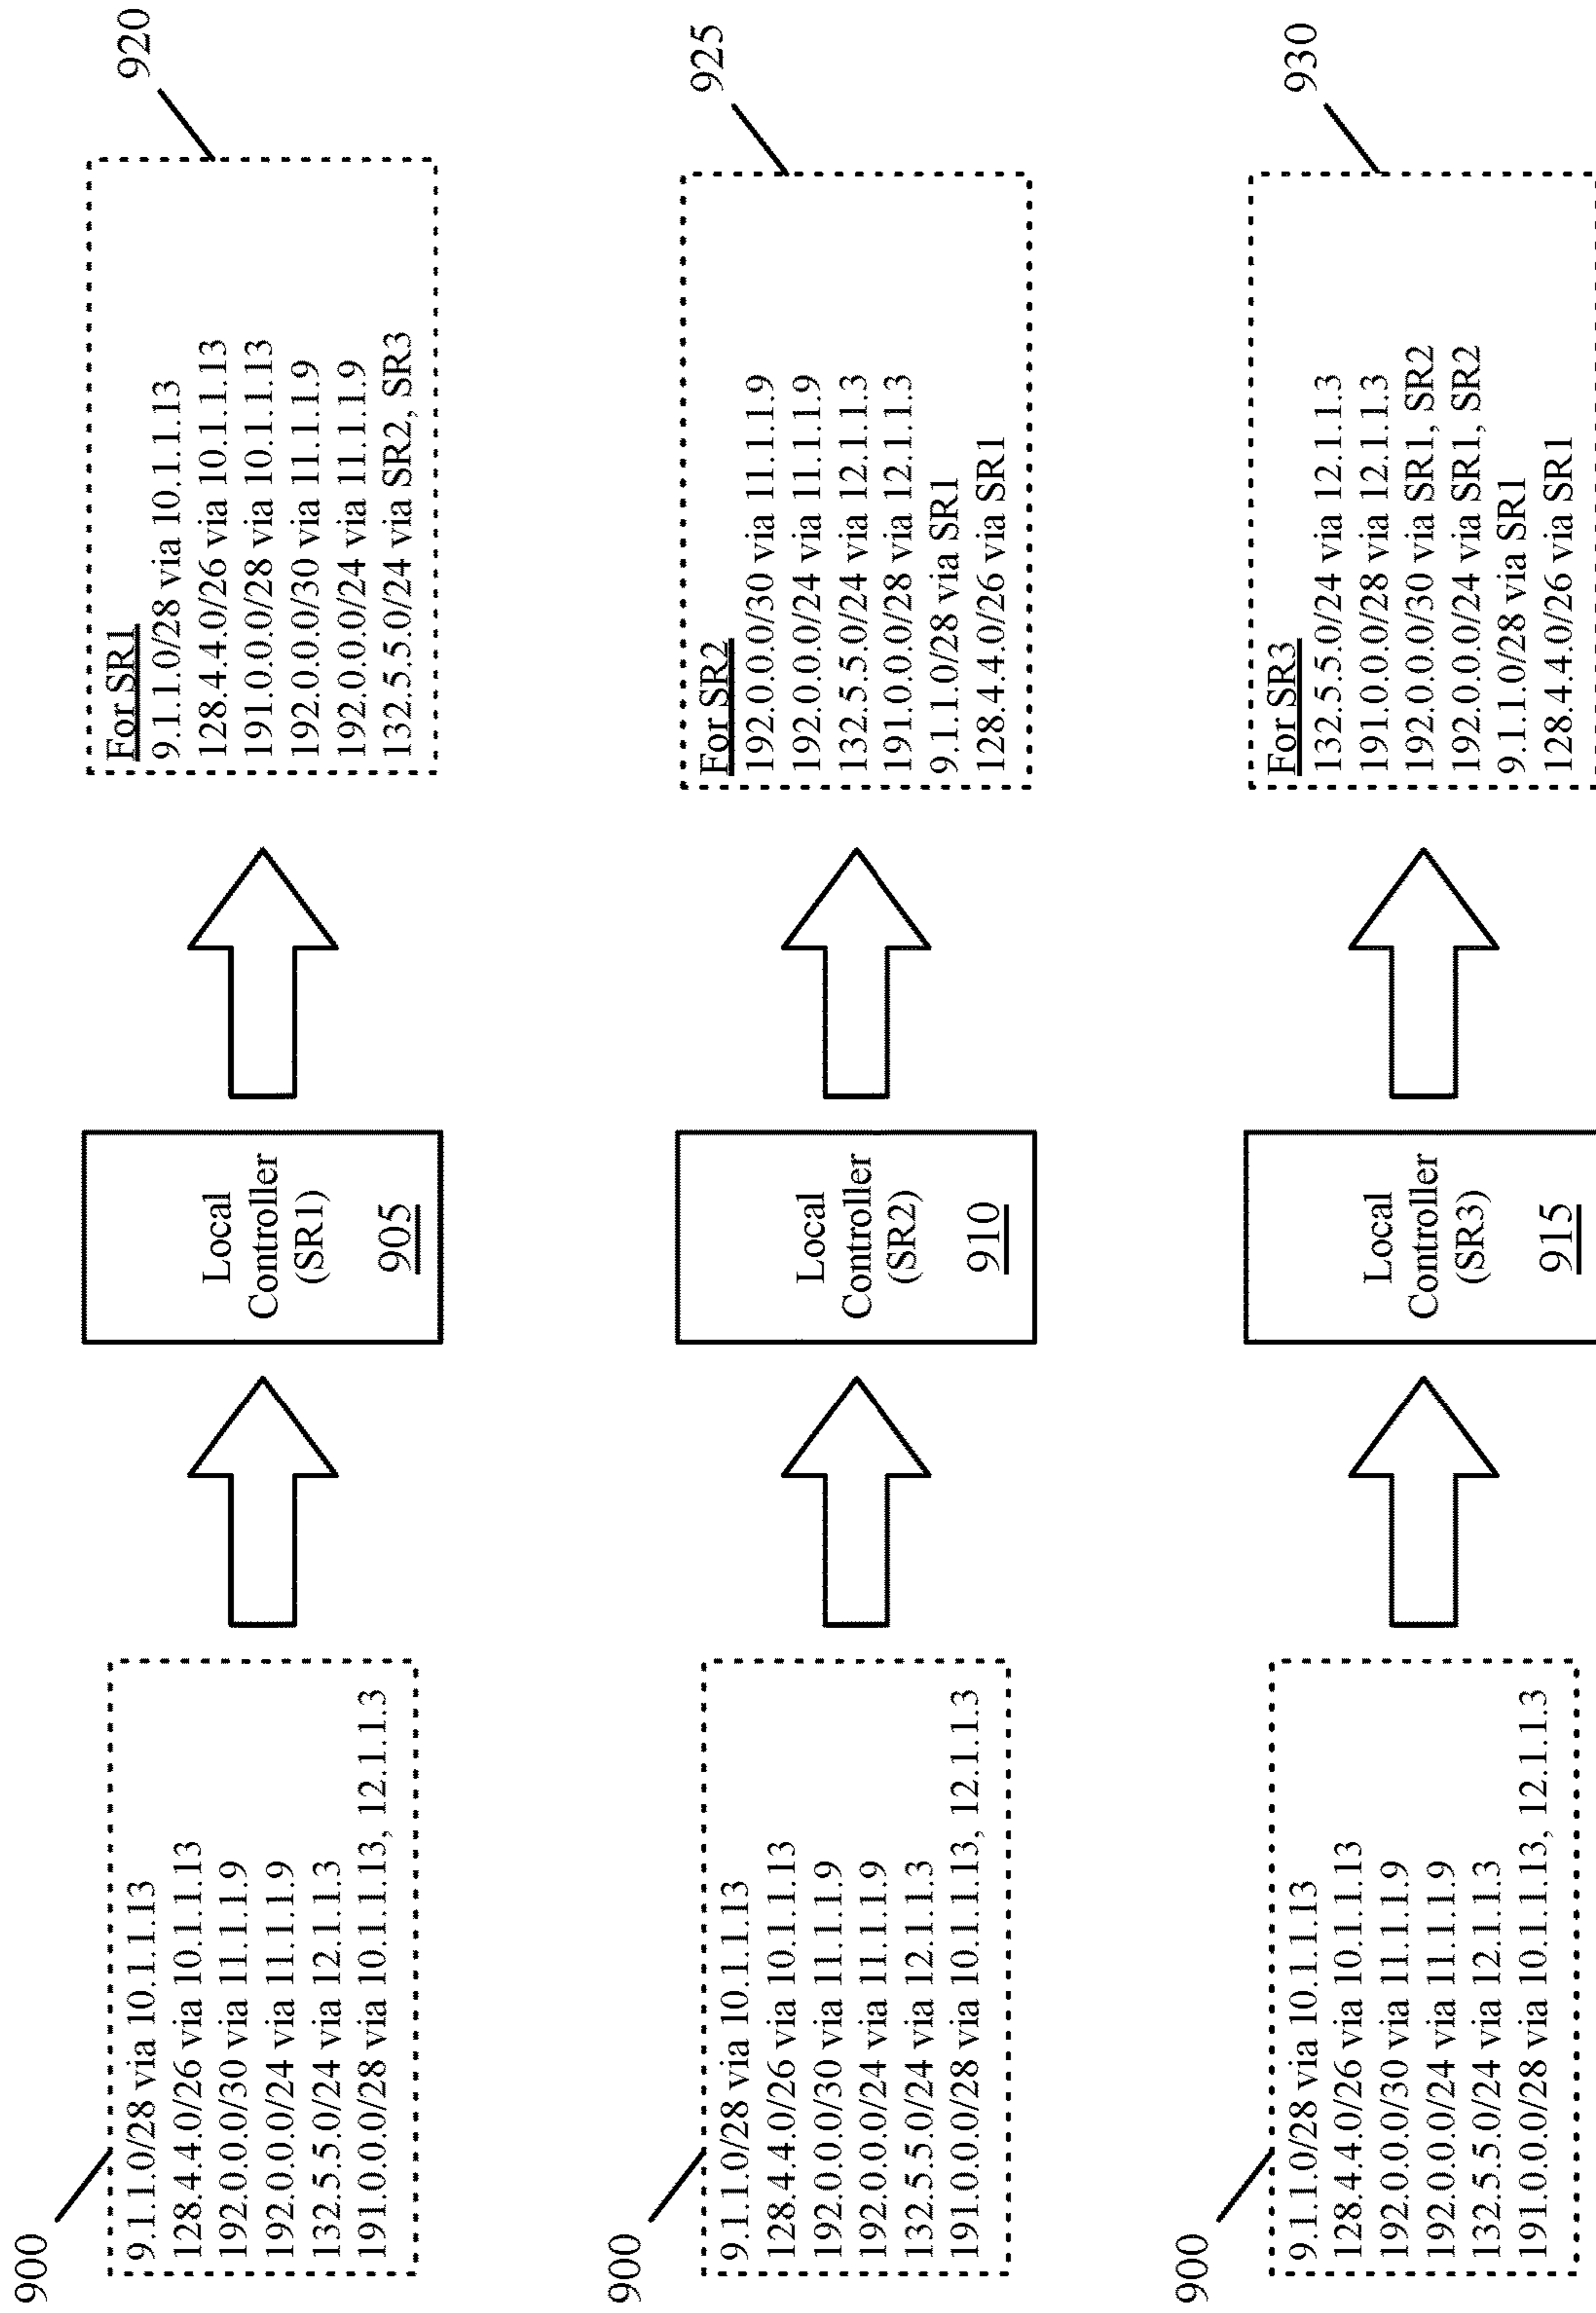 900
9.1.1.0/28 via 10.1.1.13
128.4.4.0/26 via 10.1.1.13
192.0.0.0/30 via 11.1.1.9
192.0.0.0/24 via 11.1.1.9
132.5.5.0/24 via 12.1.1.3
191.0.0.0/28 via 10.1.1.13, 12.1.1.3
Local
Controller
(SR1)
905
920
For SR1
9.1.1.0/28 via 10.1.1.13
128.4.4.0/26 via 10.1.1.13
191.0.0.0/28 via 10.1.1.13
192.0.0.0/30 via 11.1.1.9
192.0.0.0/24 via 11.1.1.9
132.5.5.0/24 via SR2, SR3
900
9.1.1.0/28 via 10.1.1.13
128.4.4.0/26 via 10.1.1.13
192.0.0.0/30 via 11.1.1.9
192.0.0.0/24 via 11.1.1.9
132.5.5.0/24 via 12.1.1.3
191.0.0.0/28 via 10.1.1.13, 12.1.1.3
Local
Controller
(SR2)
910
925
For SR2
192.0.0.0/30 via 11.1.1.9
192.0.0.0/24 via 11.1.1.9
132.5.5.0/24 via 12.1.1.3
191.0.0.0/28 via 12.1.1.3
9.1.1.0/28 via SR1
128.4.4.0/26 via SR1
900
9.1.1.0/28 via 10.1.1.13
128.4.4.0/26 via 10.1.1.13
192.0.0.0/30 via 11.1.1.9
192.0.0.0/24 via 11.1.1.9
132.5.5.0/24 via 12.1.1.3
191.0.0.0/28 via 10.1.1.13, 12.1.1.3
Local
Controller
(SR3)
915
930
For SR3
132.5.5.0/24 via 12.1.1.3
191.0.0.0/28 via 12.1.1.3
192.0.0.0/30 via SR1, SR2
192.0.0.0/24 via SR1, SR2
9.1.1.0/28 via SR1
128.4.4.0/26 via SR1